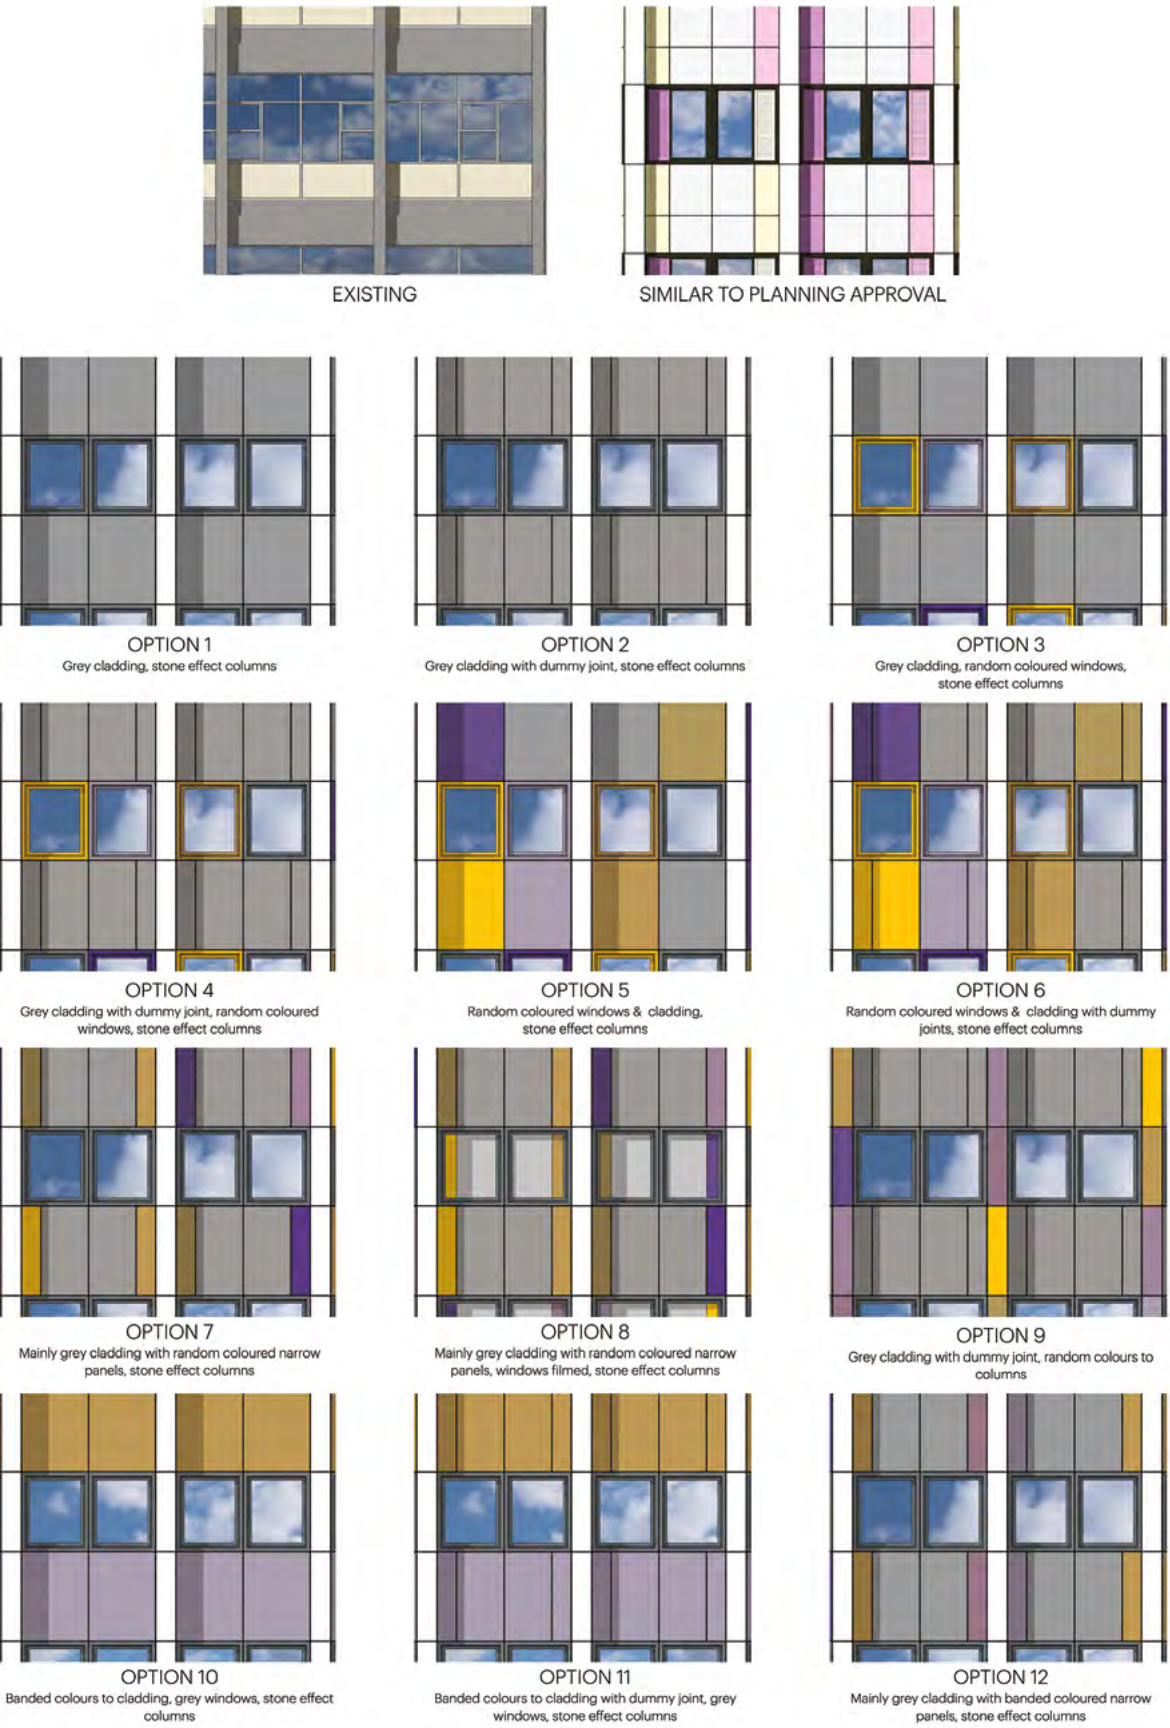 EXISTING
SIMILAR TO PLANNING APPROVAL
OPTION 1
Grey cladding, stone effect columns
OPTION 2
Grey cladding with dummy joint, stone effect columns
OPTION 3
Grey cladding, random coloured windows,
stone effect columns
OPTION 4
Grey cladding with dummy joint, random coloured
windows, stone effect columns
OPTION 5
Random coloured windows & cladding,
stone effect columns
OPTION 6
Random coloured windows & cladding with dummy
joints, stone effect columns
OPTION 7
Mainly grey cladding with random coloured narrow
panels, stone effect columns
OPTION 8
Mainly grey cladding with random coloured narrow
panels, windows filmed, stone effect columns
OPTION 9
Grey cladding with dummy joint, random colours to
columns
OPTION 10
Banded colours to cladding, grey windows, stone effect
columns
OPTION 11
Banded colours to cladding with dummy joint, grey
windows, stone effect columns
OPTION 12
Mainly grey cladding with banded coloured narrow
panels, stone effect columns